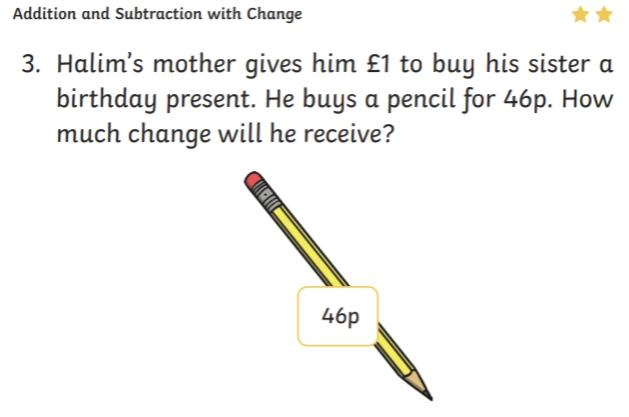 Addition and Subtraction with Change
3. Halim's mother gives him £1 to buy his sister a
birthday present. He buys a pencil for 46p. How
much change will he receive?
46p